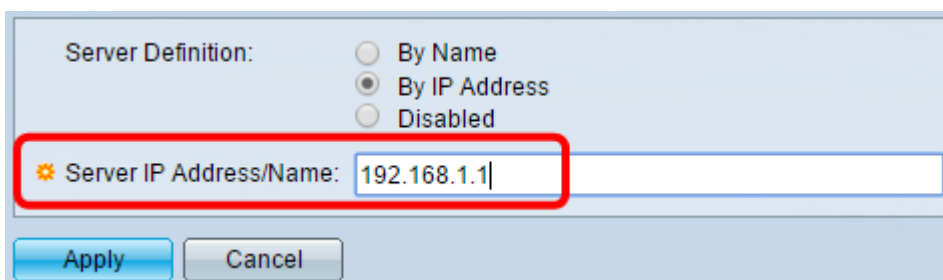 Server Definition:
By Name
By IP Address
Disabled
Server IP Address/Name: 192.168.1.1
Apply Cancel